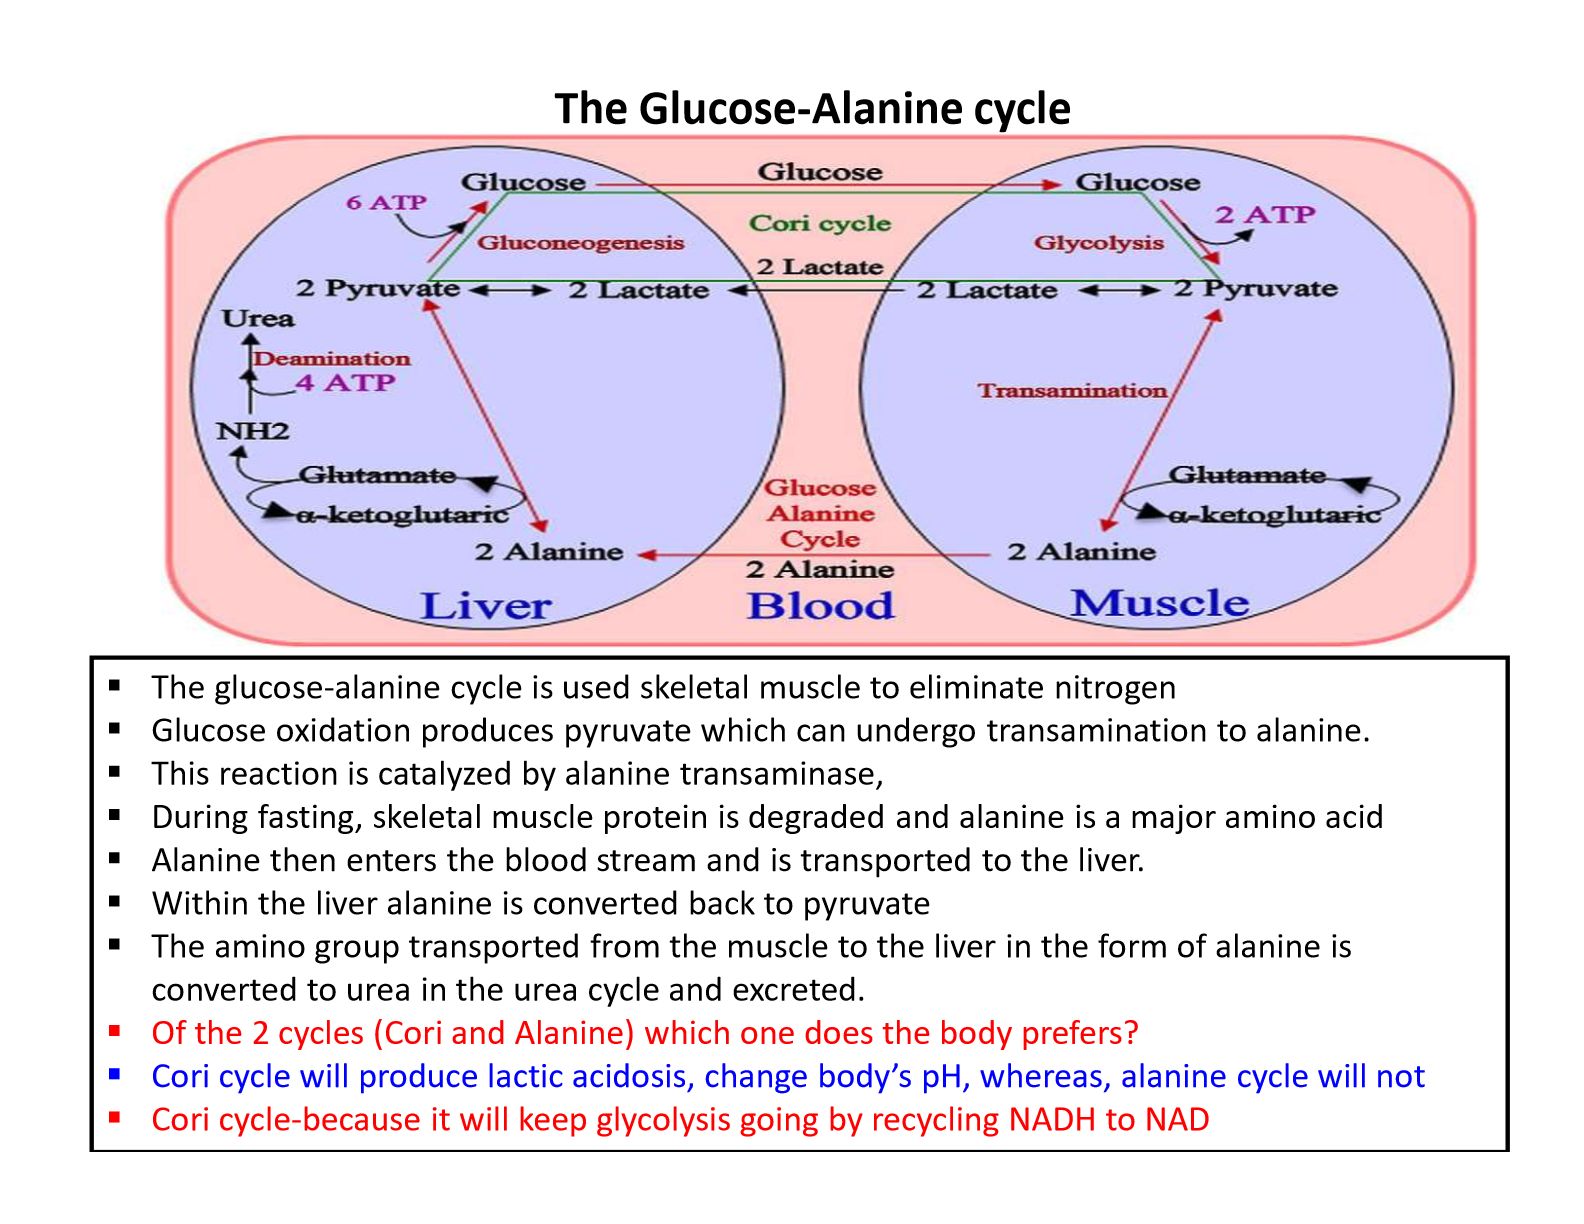 The Glucose-Alanine cycle
Glucose
Glucose
Glucose
6 ATP
2 ATP
Cori cycle
Gluconeogenesis
Glycolysis
2 Lactate
2 Pyruvate
2 Lactate
2 Lactate
2 Pyruvate
Urea
Deamination
4 ATP
Transamination
NH2
Glutamate
α-ketoglutaric
Glucose
Alanine
Cycle
Glutamate
α-ketoglutaric
2 Alanine
2 Alanine
2 Alanine
Liver
Blood
Muscle
▪ The glucose-alanine cycle is used skeletal muscle to eliminate nitrogen
▪ Glucose oxidation produces pyruvate which can undergo transamination to alanine.
▪ This reaction is catalyzed by alanine transaminase,
▪ During fasting, skeletal muscle protein is degraded and alanine is a major amino acid
▪ Alanine then enters the blood stream and is transported to the liver.
▪ Within the liver alanine is converted back to pyruvate
▪ The amino group transported from the muscle to the liver in the form of alanine is
converted to urea in the urea cycle and excreted.
▪ Of the 2 cycles (Cori and Alanine) which one does the body prefers?
▪ Cori cycle will produce lactic acidosis, change body’s pH, whereas, alanine cycle will not
▪ Cori cycle-because it will keep glycolysis going by recycling NADH to NAD